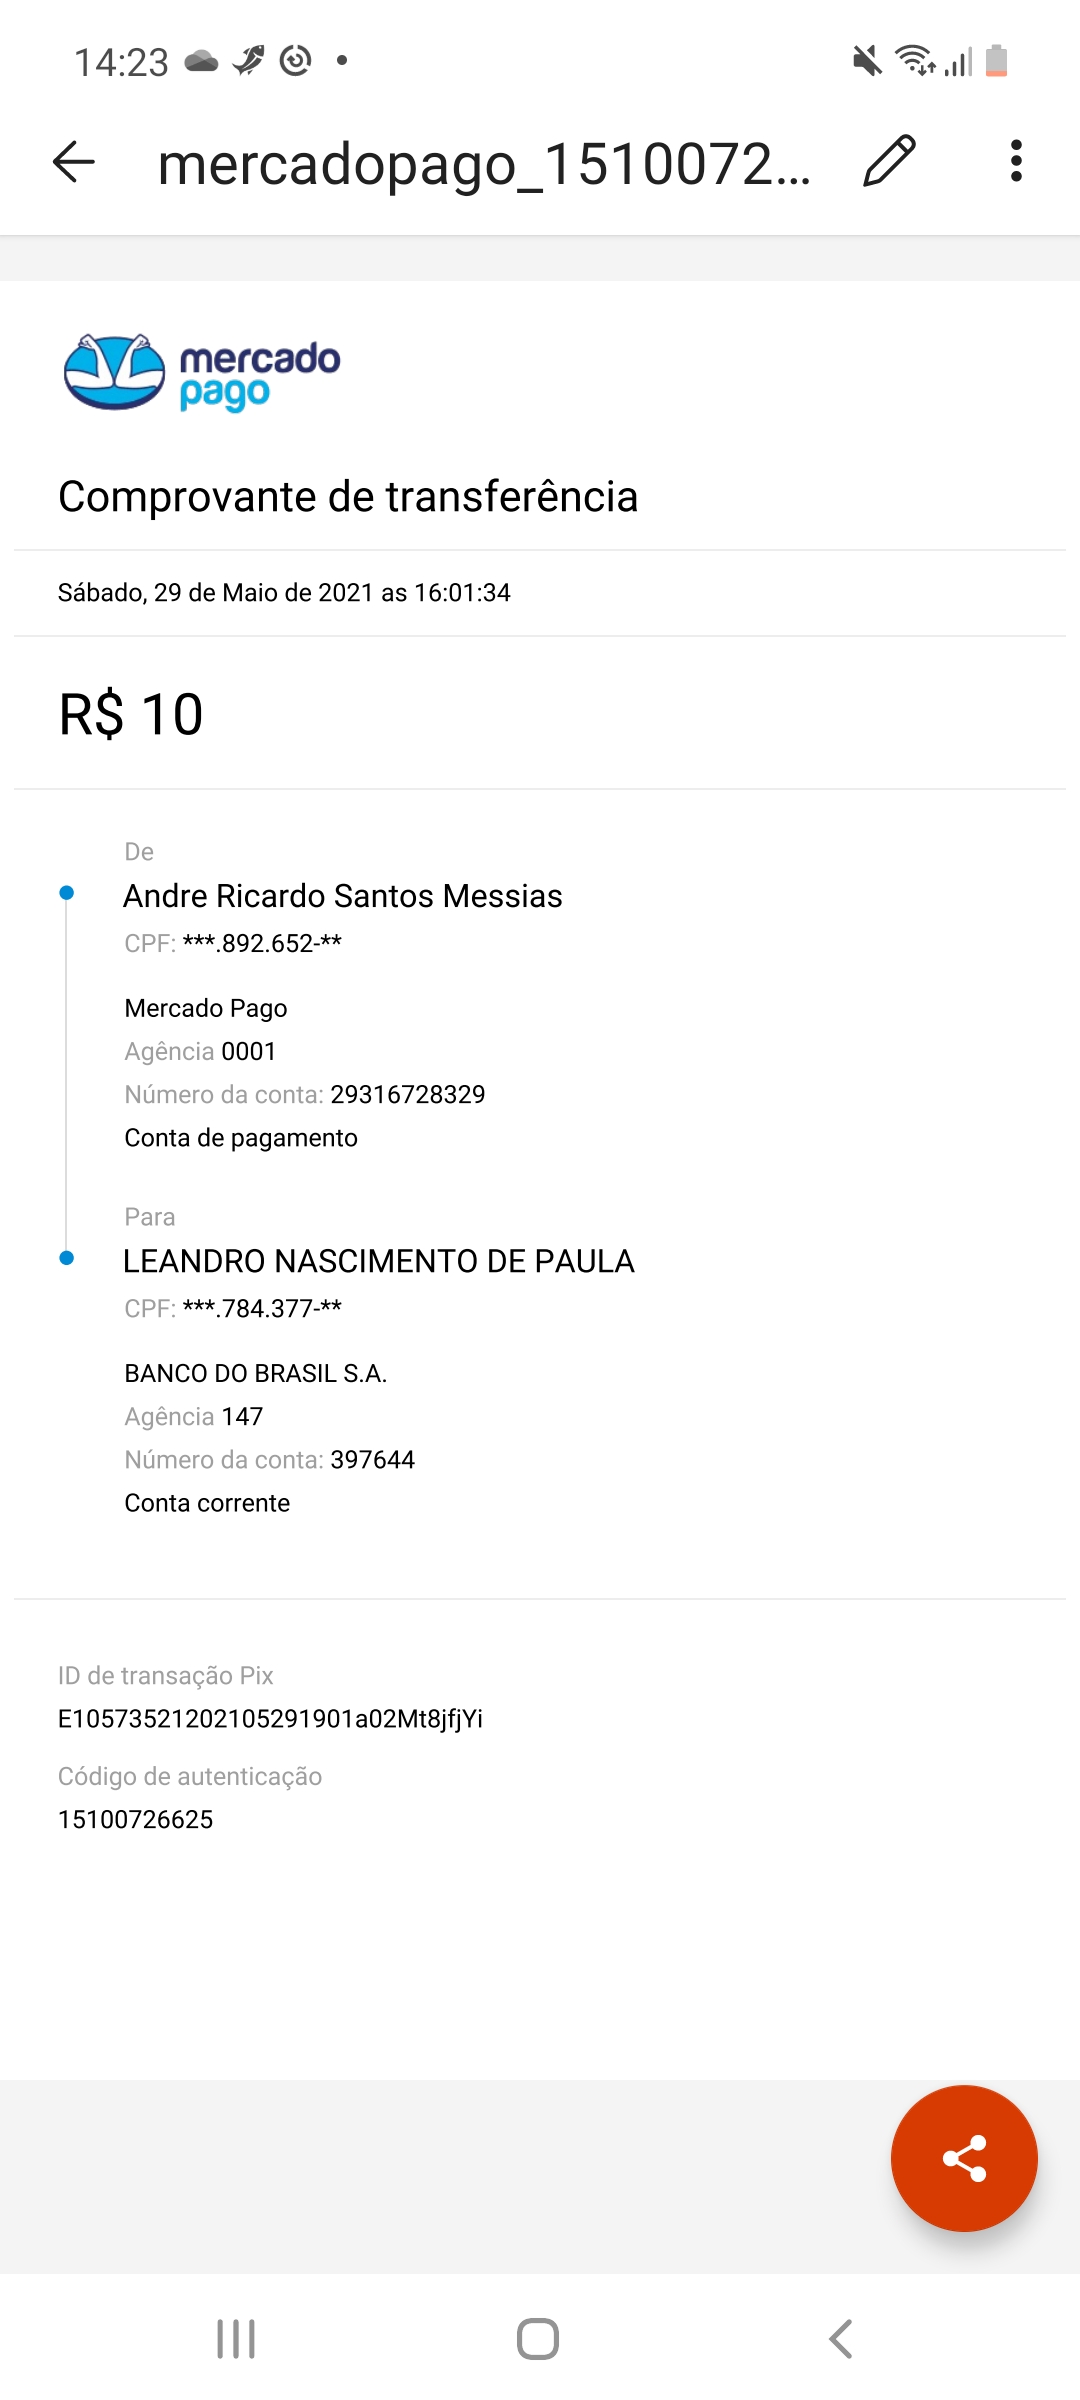 14:23
mercadopago_1510072...
mercado
pago
Comprovante de transferência
Sábado, 29 de Maio de 2021 as 16:01:34
R$ 10
De
Andre Ricardo Santos Messias
CPF: ***.892.652-**
Mercado Pago
Agência 0001
Número da conta: 29316728329
Conta de pagamento
Para
LEANDRO NASCIMENTO DE PAULA
CPF: ***.784.377-**
BANCO DO BRASIL S.A.
Agência 147
Número da conta: 397644
Conta corrente
ID de transação Pix
E10573521202105291901a02Mt8jfjYi
Código de autenticação
15100726625